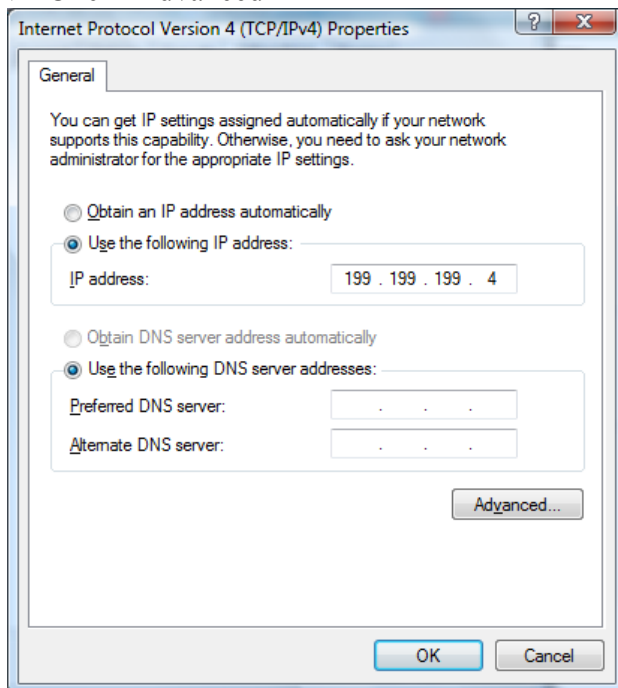 Internet Protocol Version 4 (TCP/IPv4) Properties
General
You can get IP settings assigned automatically if your network
supports this capability. Otherwise, you need to ask your network
administrator for the appropriate IP settings.
Obtain an IP address automatically
Use the following IP address:
IP address: 199 . 199 . 199 . 4
Obtain DNS server address automatically
Use the following DNS server addresses:
Preferred DNS server: . . .
Alternate DNS server: . . .
Advanced...
OK Cancel